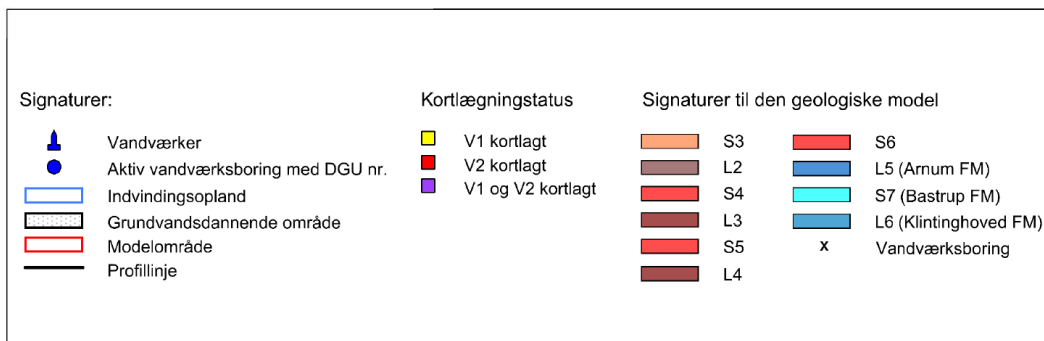 Signaturer:
Vandværker
Aktiv vandværksboring med DGU nr.
Indvindingsopland
Grundvandsdannende område
Modelområde
Profillinje
Kortlægningstatus
V1 kortlagt
V2 kortlagt
V1 og V2 kortlagt
Signaturer til den geologiske model
S3
L2
S4
L3
S5
L4
S6
L5 (Arnum FM)
S7 (Bastrup FM)
L6 (Klintinghoved FM)
x Vandværksboring